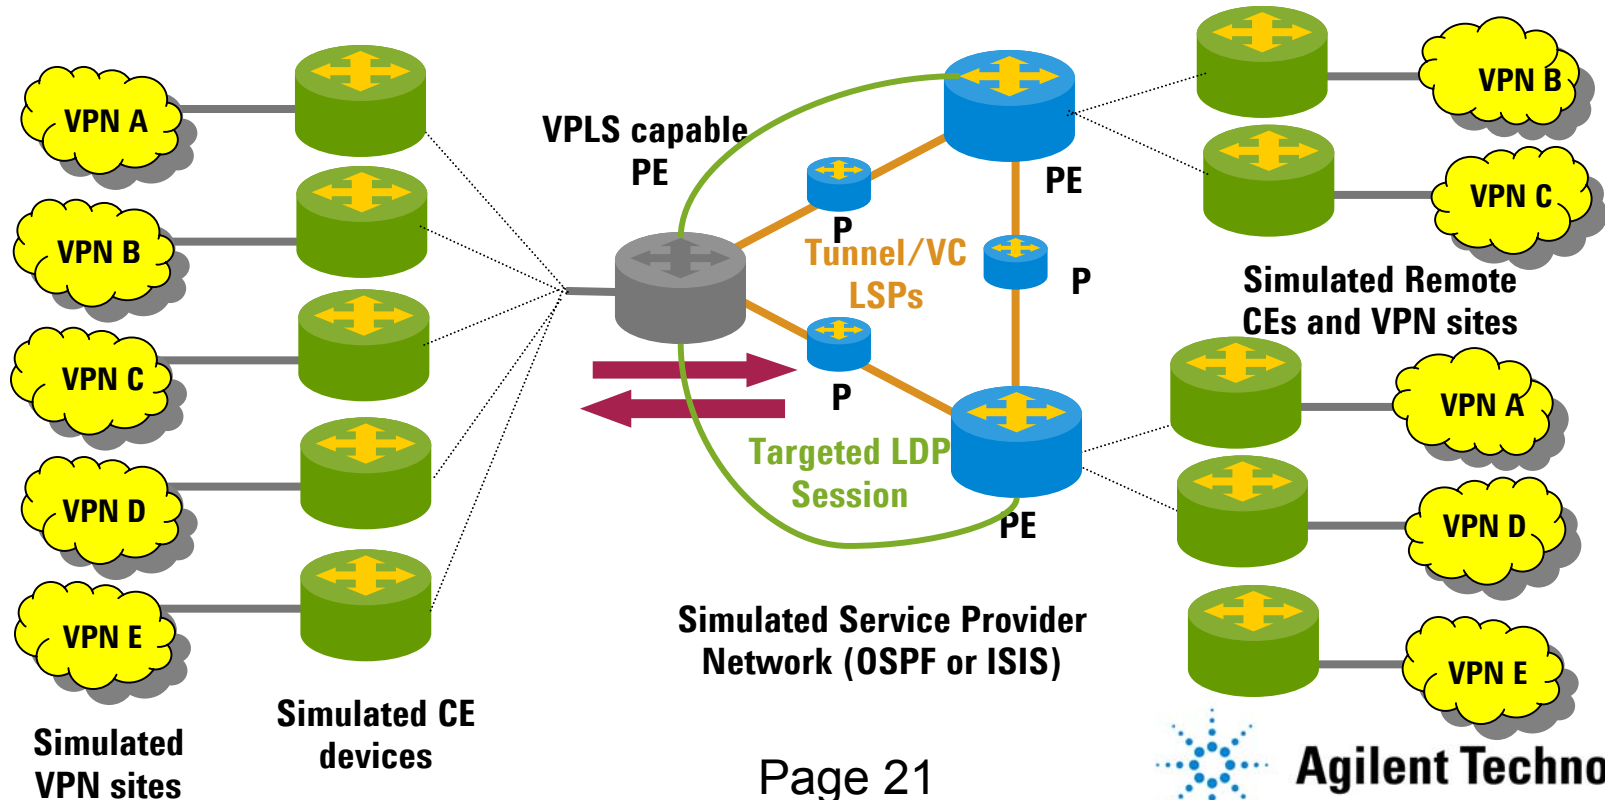 VPN A
VPN B
VPN C
VPN D
VPN E
Simulated
VPN sites
Simulated CE
devices
VPLS capable
PE
P
Tunnel/VC
LSPs
P
P
PE
Targeted LDP
Session
PE
Simulated Service Provider
Network (OSPF or ISIS)
VPN B
VPN C
Simulated Remote
CEs and VPN sites
VPN A
VPN D
VPN E
Page 21
Agilent Techno